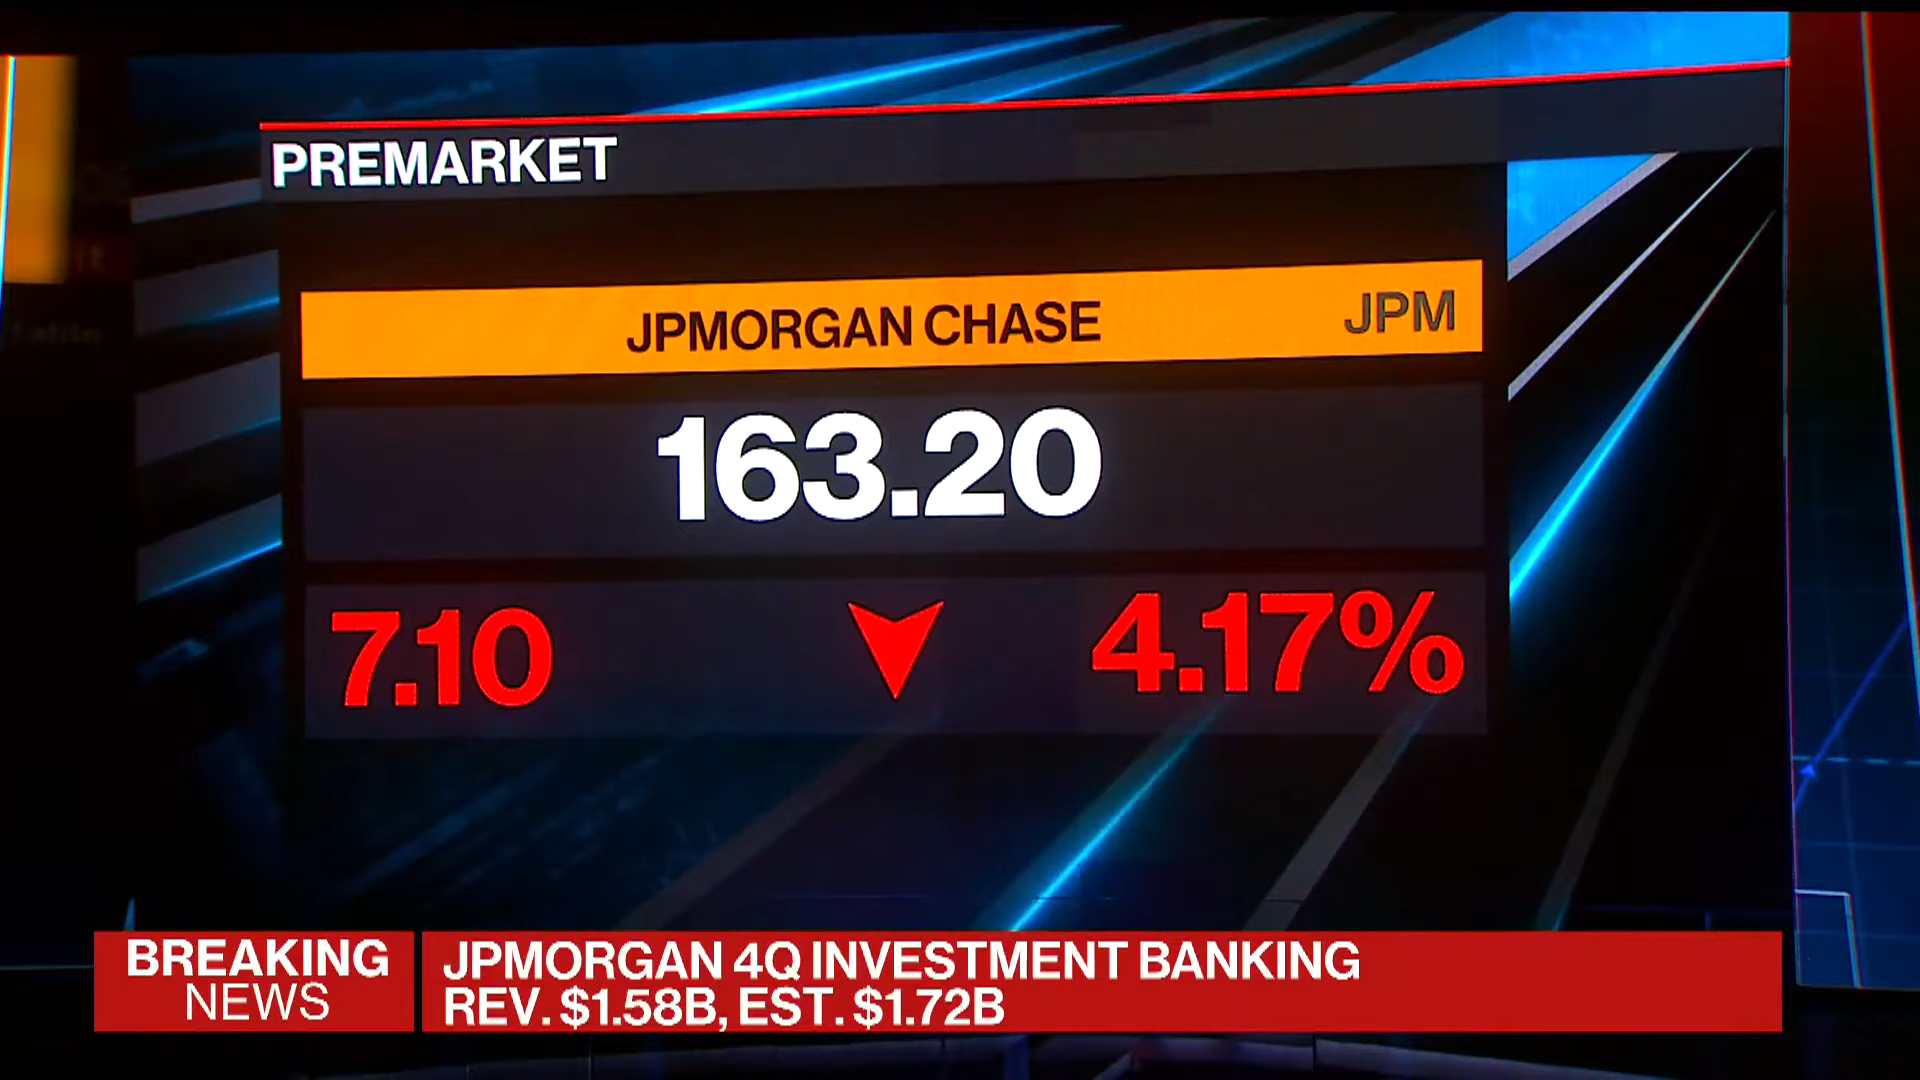 PREMARKET
JPMORGAN CHASE JPM
163.20
7.10 4.17%
BREAKING NEWS
JPMORGAN 4Q INVESTMENT BANKING
REV. $1.58B, EST. $1.72B